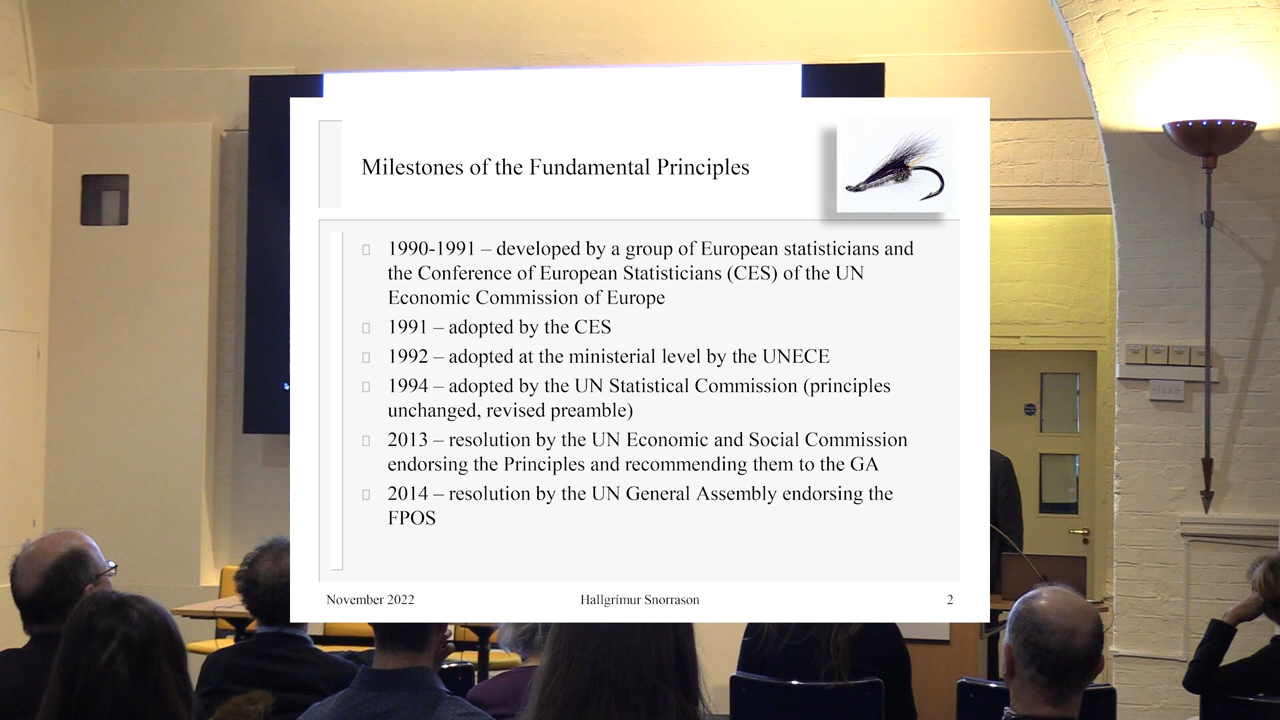 Milestones of the Fundamental Principles
1990-1991 – developed by a group of European statisticians and
the Conference of European Statisticians (CES) of the UN
Economic Commission of Europe
1991 – adopted by the CES
1992 – adopted at the ministerial level by the UNECE
1994 – adopted by the UN Statistical Commission (principles
unchanged, revised preamble)
2013 – resolution by the UN Economic and Social Commission
endorsing the Principles and recommending them to the GA
2014 – resolution by the UN General Assembly endorsing the
FPOS
November 2022
Hallgrímur Snorrason
2